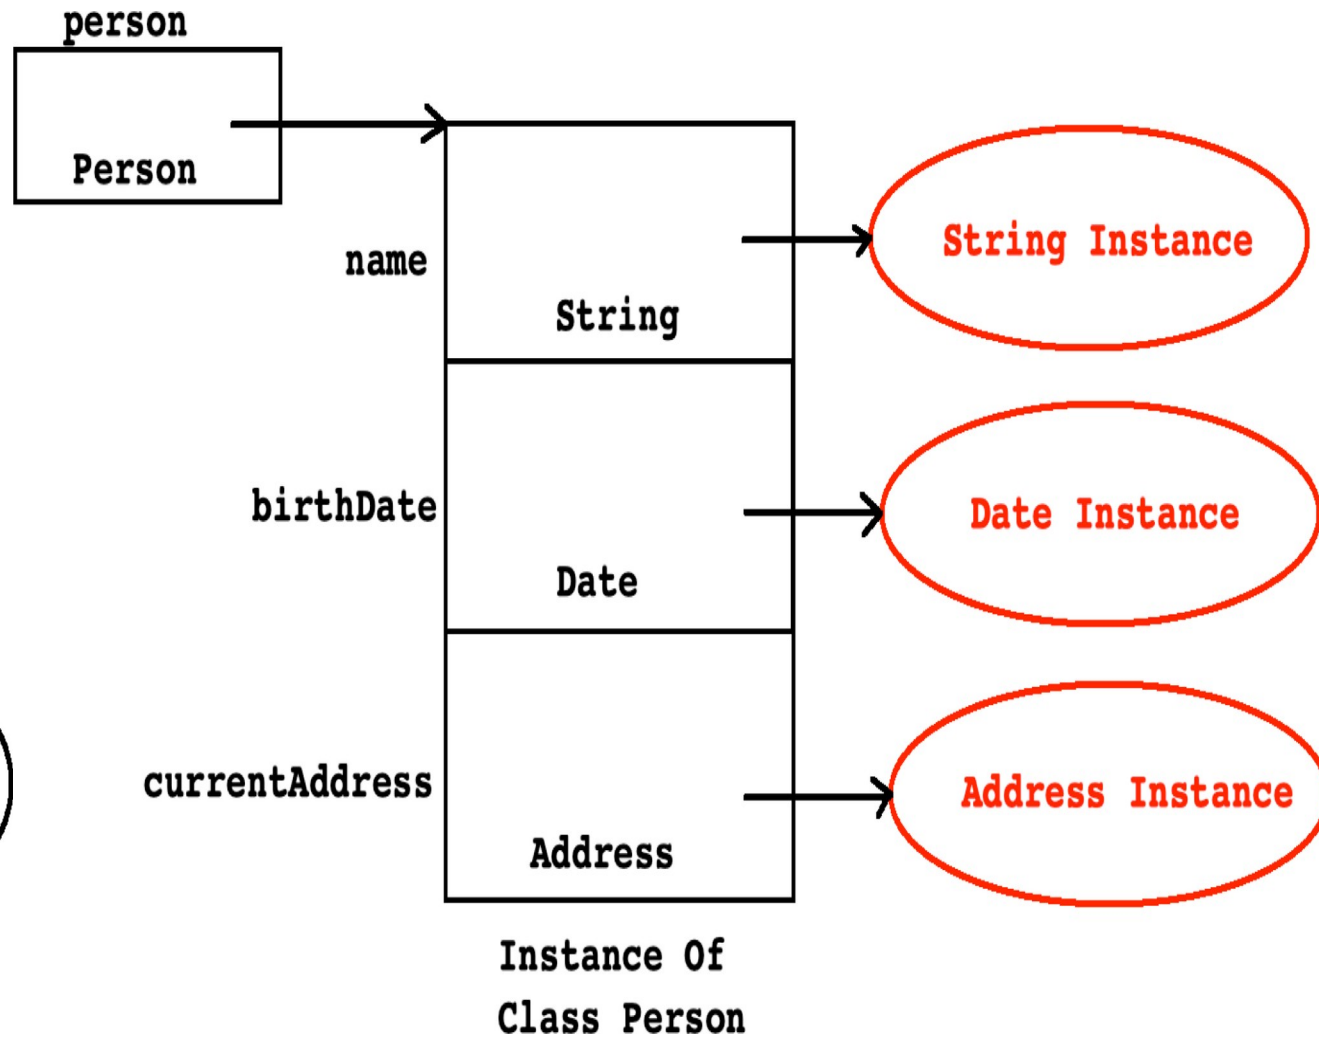 person
Person
name
String
String Instance
birthDate
Date
Date Instance
currentAddress
Address
Address Instance
Instance Of
Class Person